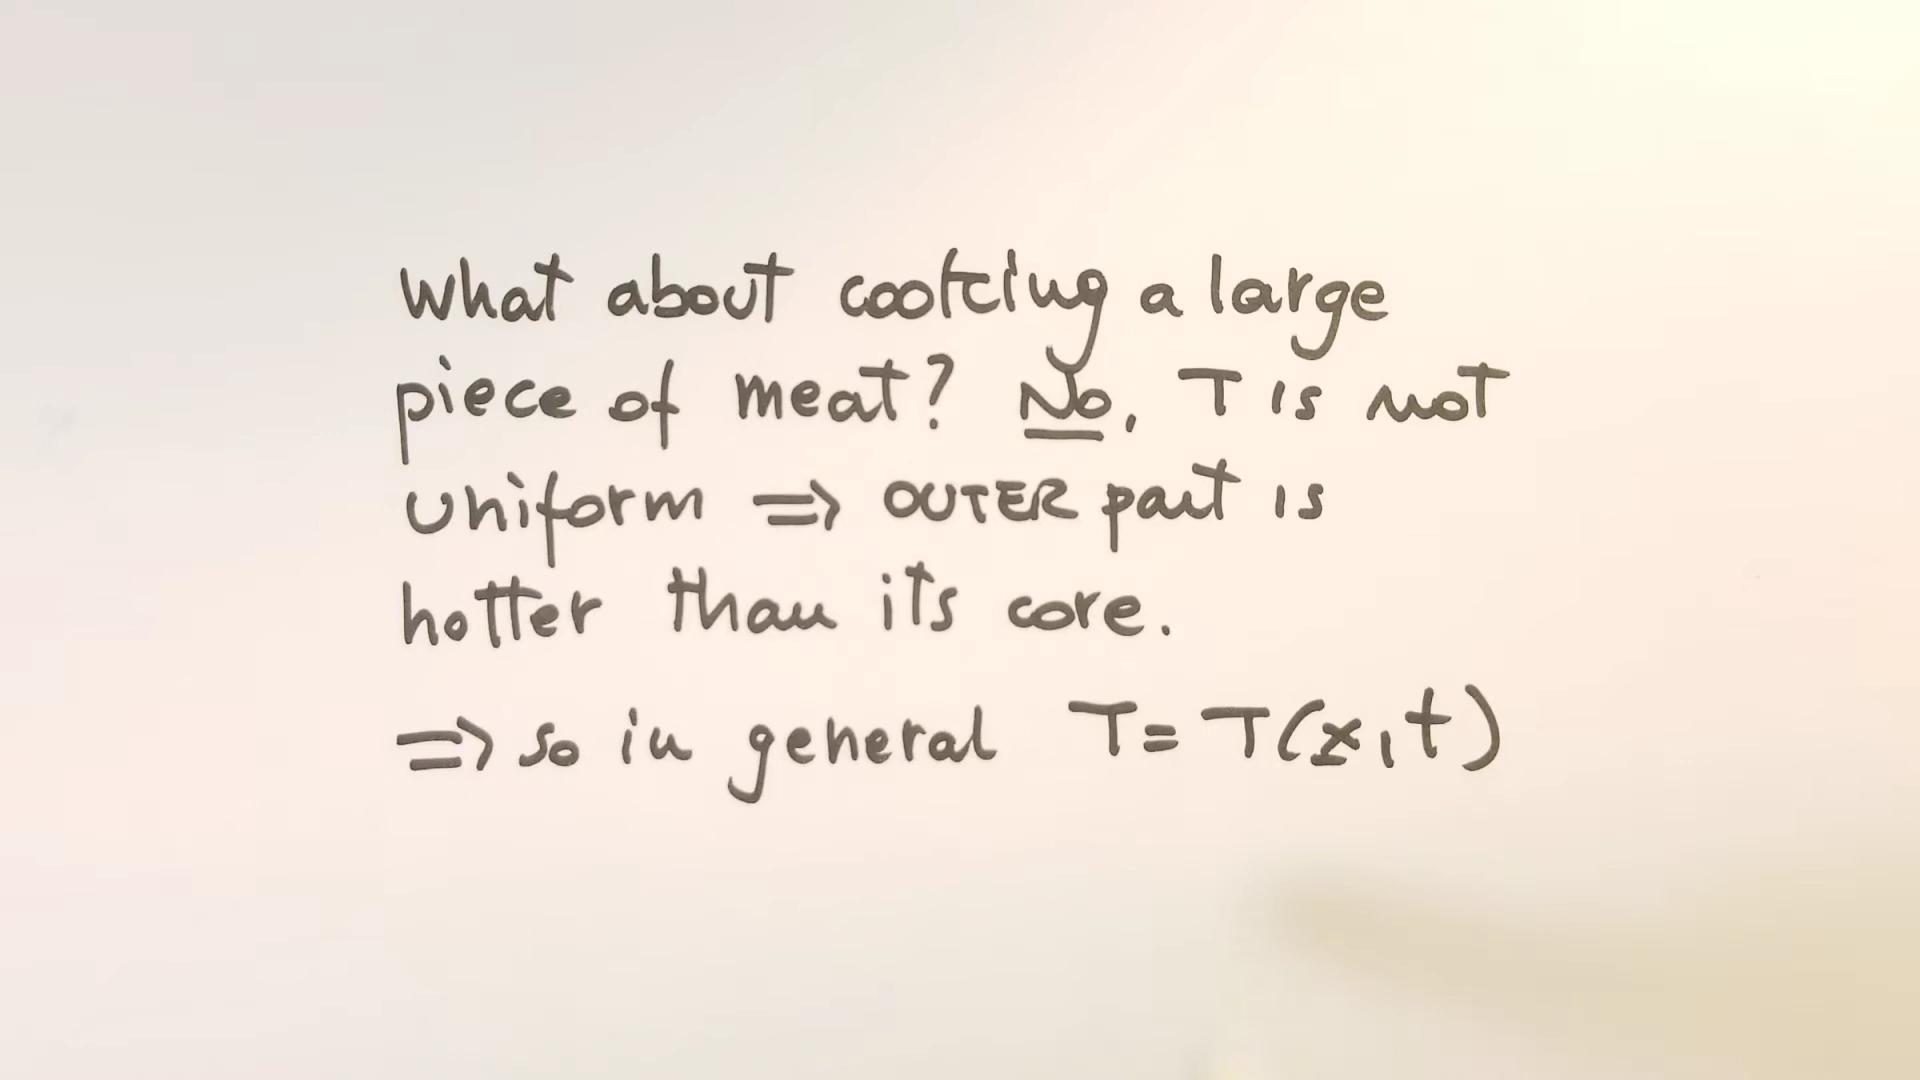 What about cooking a large
piece of meat? No, T is not
uniform => OUTER part is
hotter than its core.
=> so in general T= T(x,t)